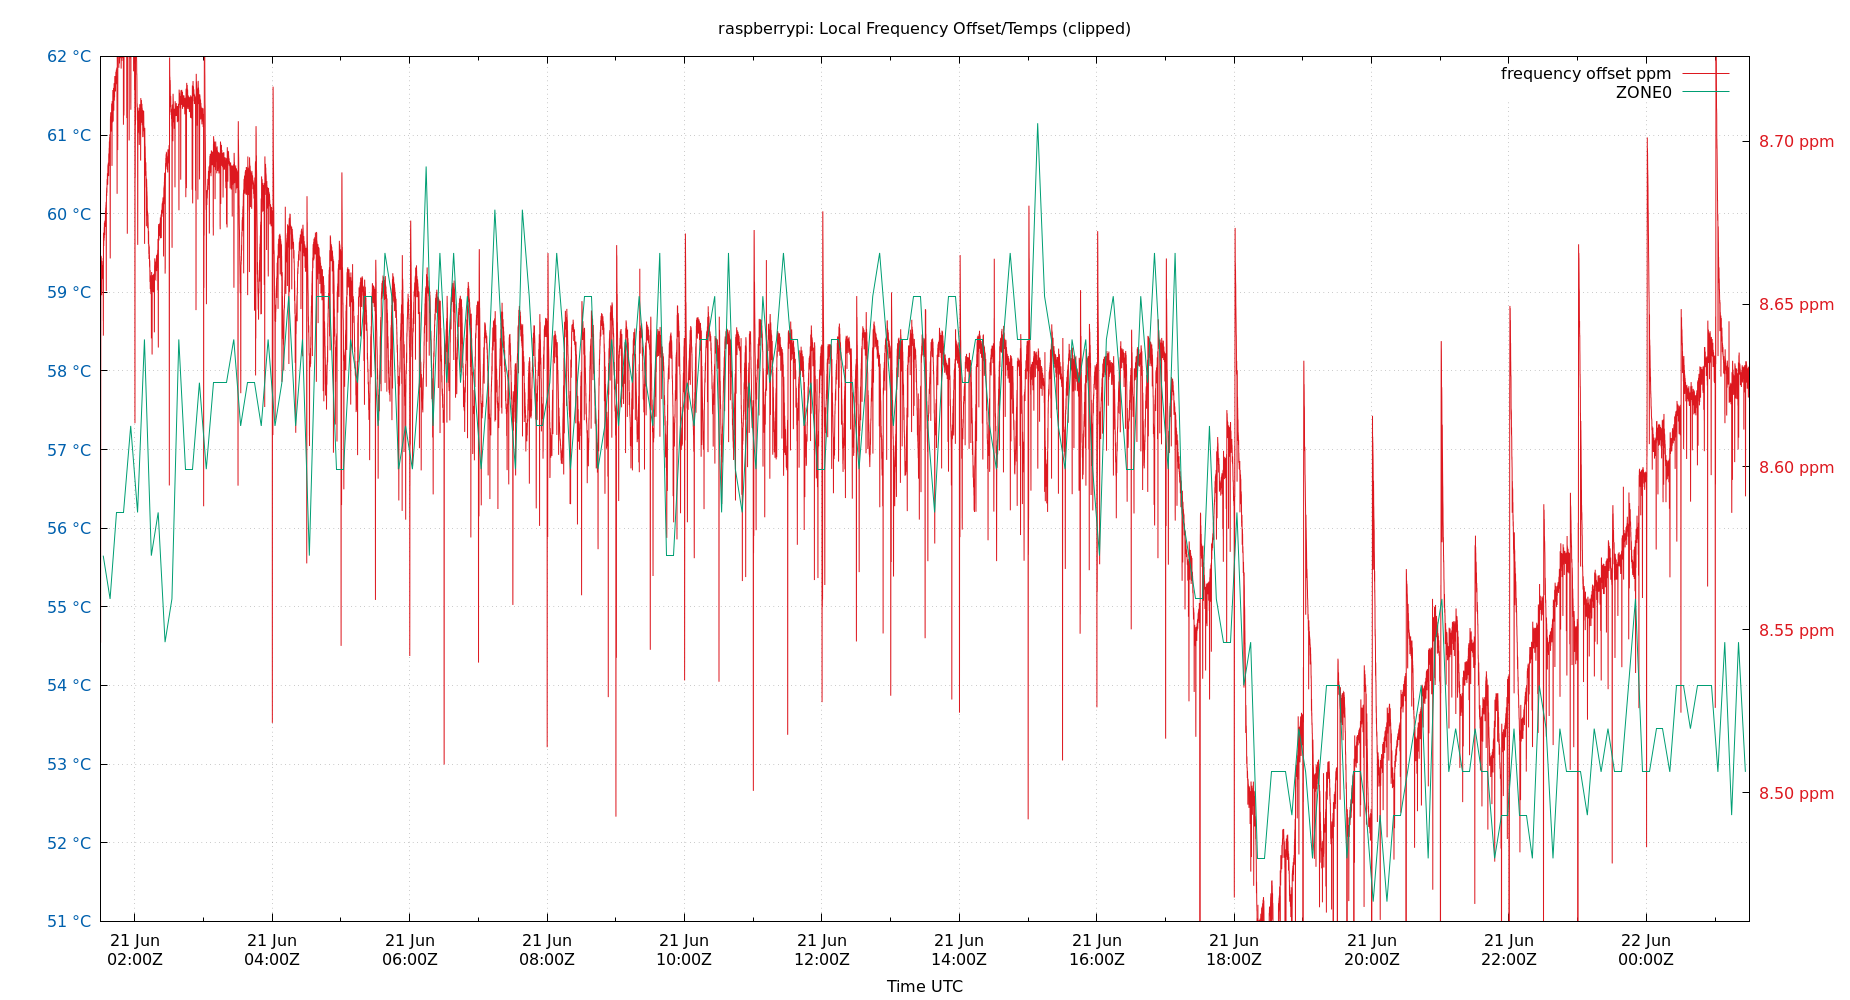 raspberrypi: Local Frequency Offset/Temps (clipped)
frequency offset ppm
ZONE0
62 °C
61 °C
60 °C
59 °C
58 °C
57 °C
56 °C
55 °C
54 °C
53 °C
52 °C
51 °C
8.70 ppm
8.65 ppm
8.60 ppm
8.55 ppm
8.50 ppm
21 Jun 21 Jun 21 Jun 21 Jun 21 Jun 21 Jun 21 Jun 21 Jun 21 Jun 21 Jun 21 Jun 22 Jun
02:00Z 04:00Z 06:00Z 08:00Z 10:00Z 12:00Z 14:00Z 16:00Z 18:00Z 20:00Z 22:00Z 00:00Z
Time UTC